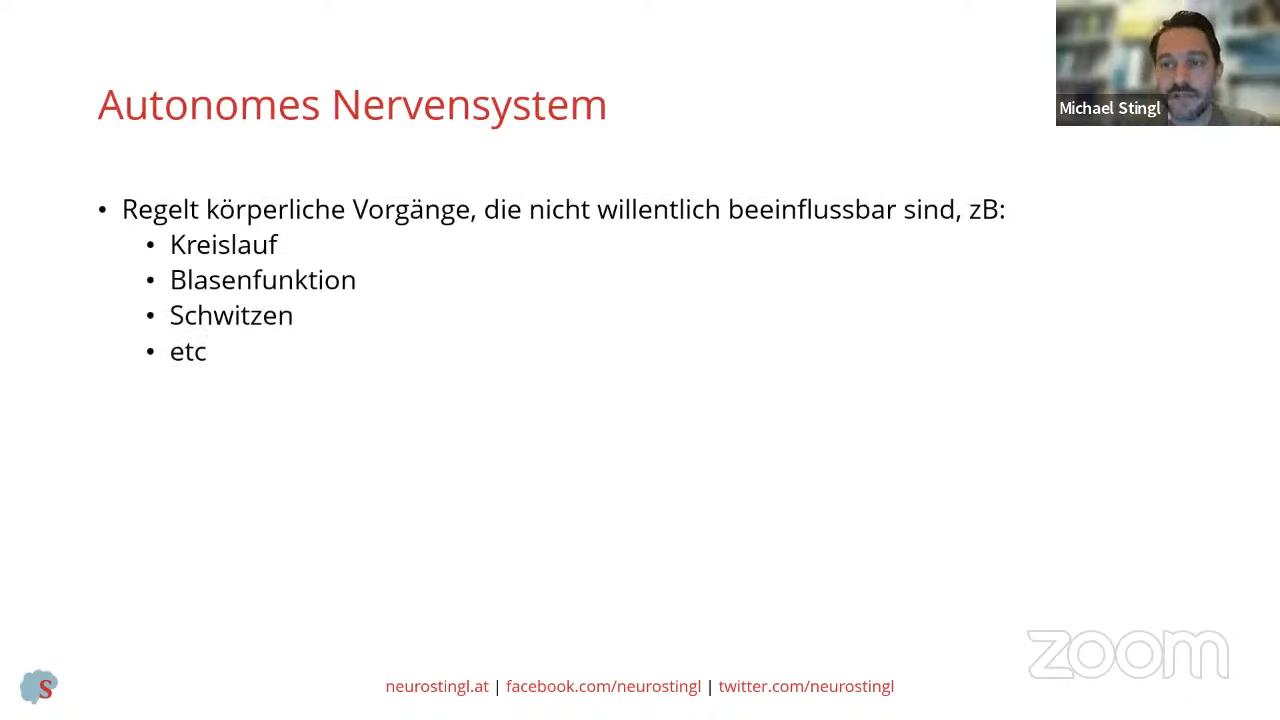 Autonomes Nervensystem
Michael Stingl
• Regelt körperliche Vorgänge, die nicht willentlich beeinflussbar sind, zB:
• Kreislauf
• Blasenfunktion
• Schwitzen
• etc
zoom
S
neurostingl.at | facebook.com/neurostingl | twitter.com/neurostingl